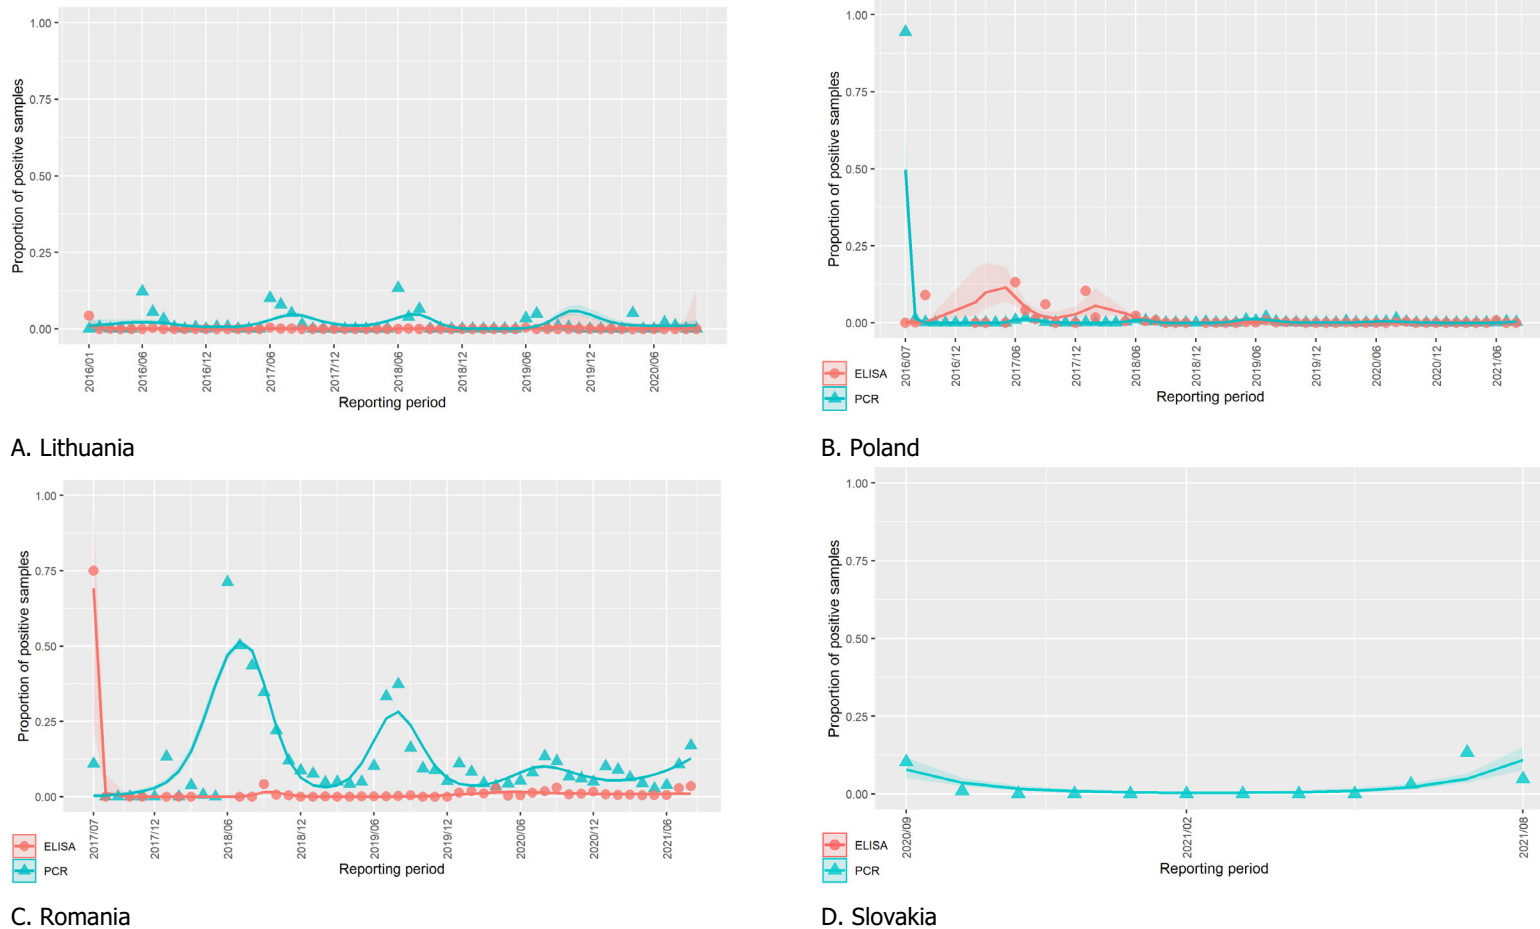 1.00
0.75
0.50
0.25
0.00
Proportion of positive samples
2016/01
2016/06
2016/12
2017/06
2017/12
2018/06
2018/12
2019/06
2019/12
2020/06
Reporting period
A. Lithuania
1.00
0.75
0.50
0.25
0.00
Proportion of positive samples
2016/07
2016/12
2017/06
2017/12
2018/06
2018/12
2019/06
2019/12
2020/06
2020/12
2021/06
Reporting period
ELISA
PCR
B. Poland
1.00
0.75
0.50
0.25
0.00
Proportion of positive samples
2017/07
2017/12
2018/06
2018/12
2019/06
2019/12
2020/06
2020/12
2021/06
Reporting period
ELISA
PCR
C. Romania
1.00
0.75
0.50
0.25
0.00
Proportion of positive samples
2020/09
2021/02
2021/08
Reporting period
ELISA
PCR
D. Slovakia